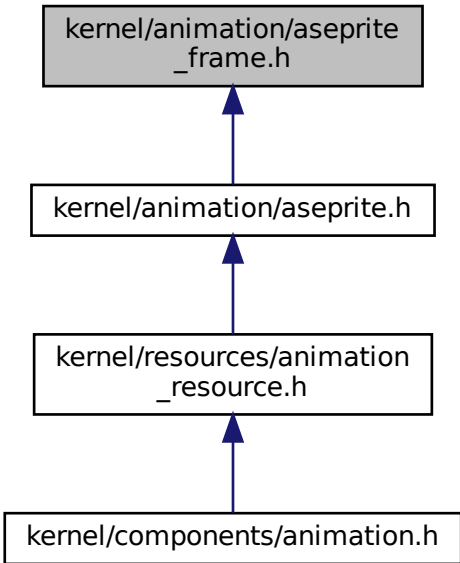 kernel/animation/aseprite
_frame.h
kernel/animation/aseprite.h
kernel/resources/animation
_resource.h
kernel/components/animation.h